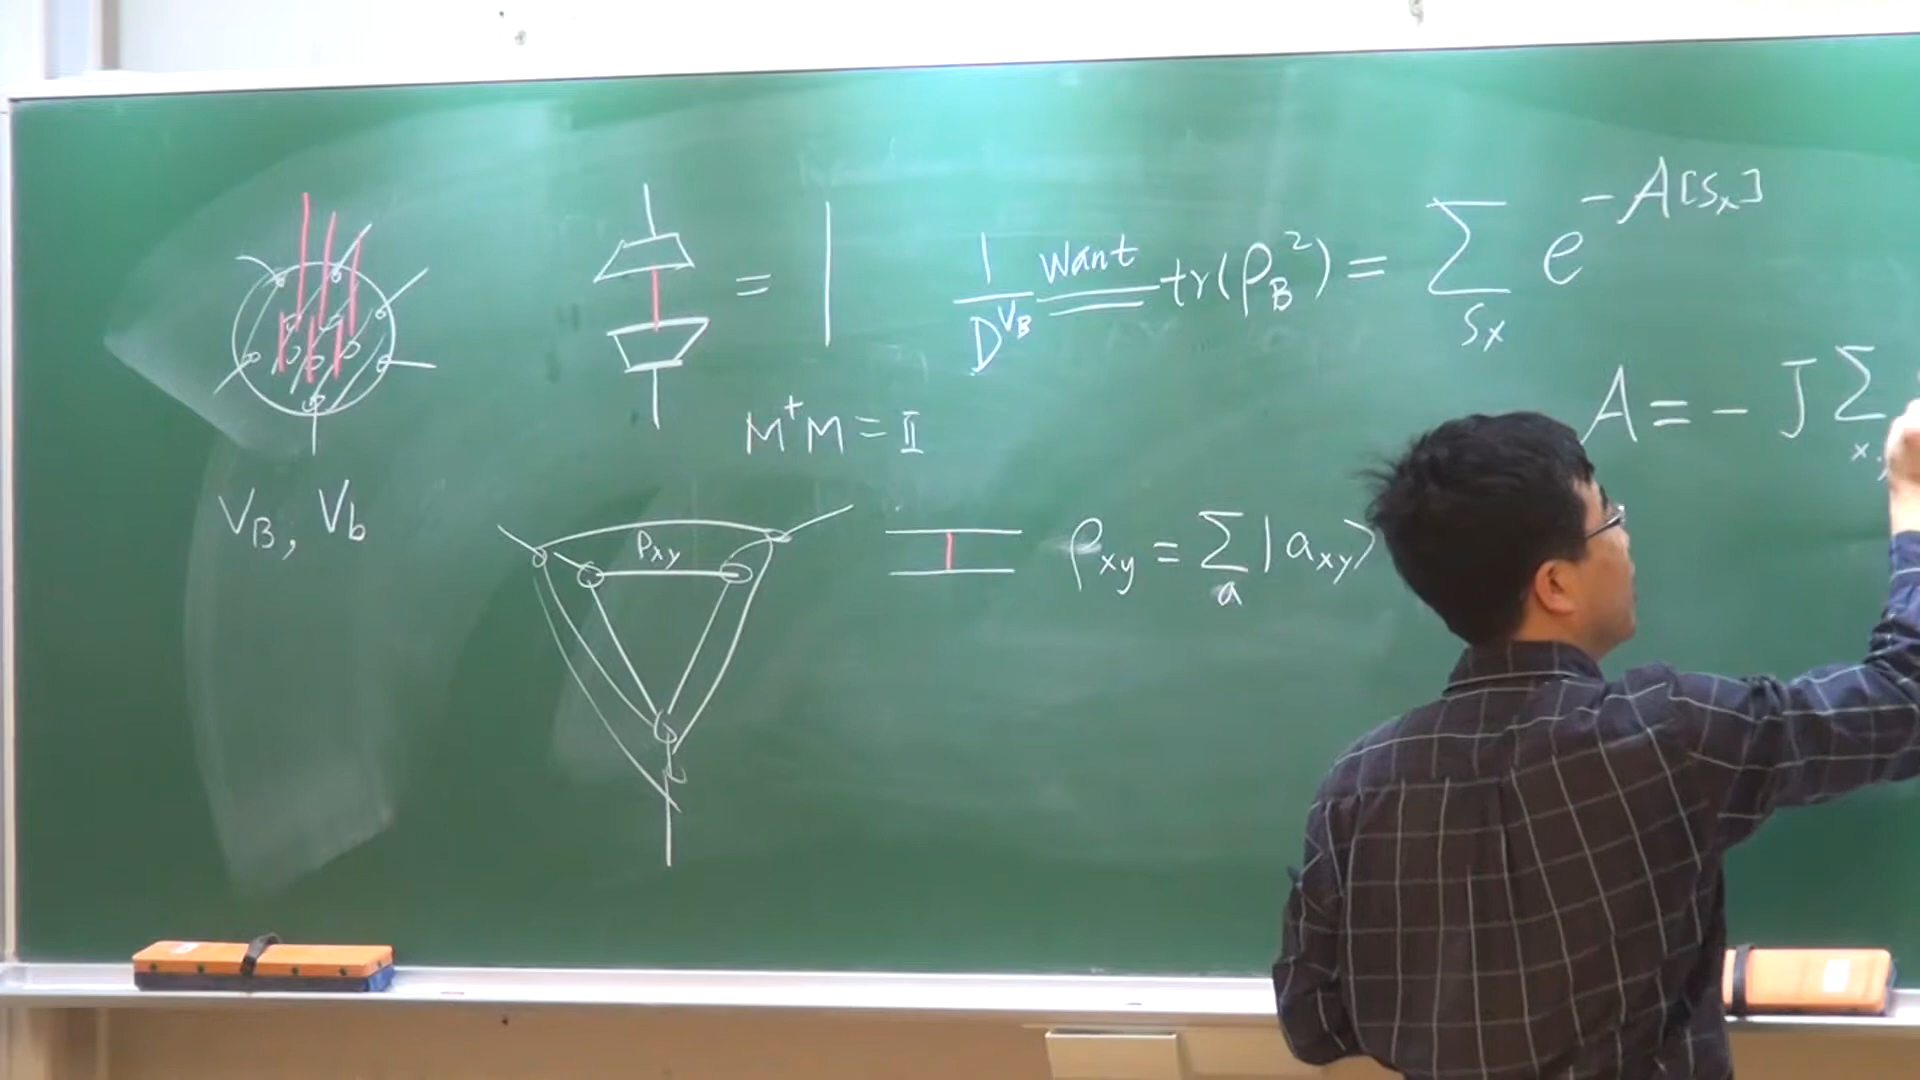 1/D^{V_B} want tr(ρ_B^2) = Σ_{S_x} e^{-A[S_x]}
A = - J Σ_x
M^+M = 𝕀
V_B, V_b
ρ_{xy}
ρ_{xy} = Σ_a |a_{xy}⟩